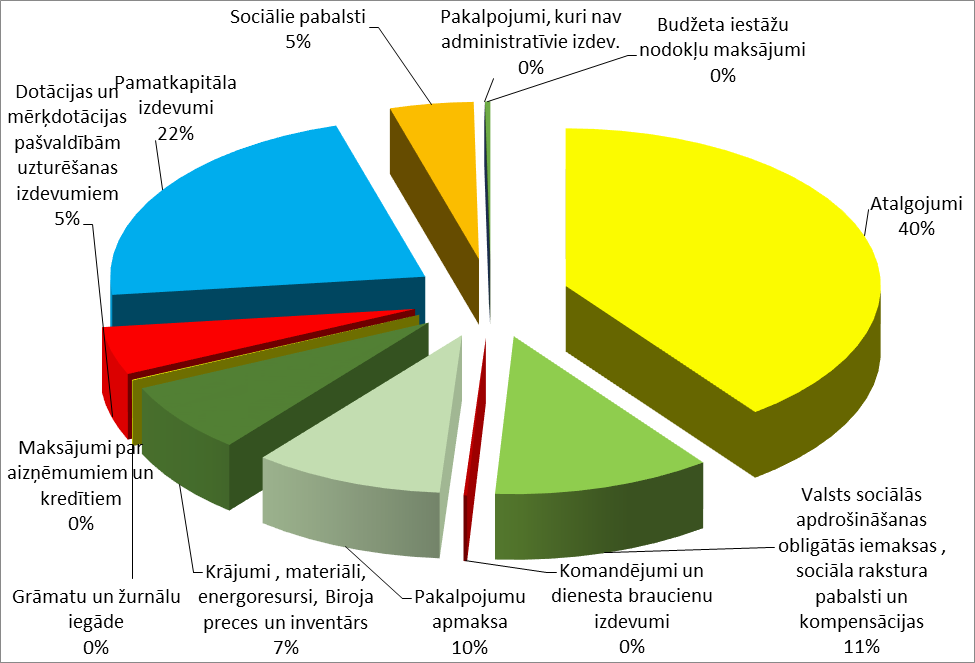 Sociālie pabalsti
5%
Pakalpojumi, kuri nav
administratīvie izdev.
0%
Budžeta iestāžu
nodokļu maksājumi
0%
Atalgojumi
40%
Valsts sociālās
apdrošināšanas
obligātās iemaksas ,
sociāla rakstura
pabalsti un
kompensācijas
11%
Komandējumi un
dienesta braucienu
izdevumi
0%
Pakalpojumu
apmaksa
10%
Krājumi , materiāli,
energoresursi, Biroja
preces un inventārs
7%
Grāmatu un žurnālu
iegāde
0%
Maksājumi par
aizņēmumiem un
kredītiem
0%
Dotācijas un
mērķdotācijas
pašvaldībām
uzturēšanas
izdevumiem
5%
Pamatkapitāla
izdevumi
22%